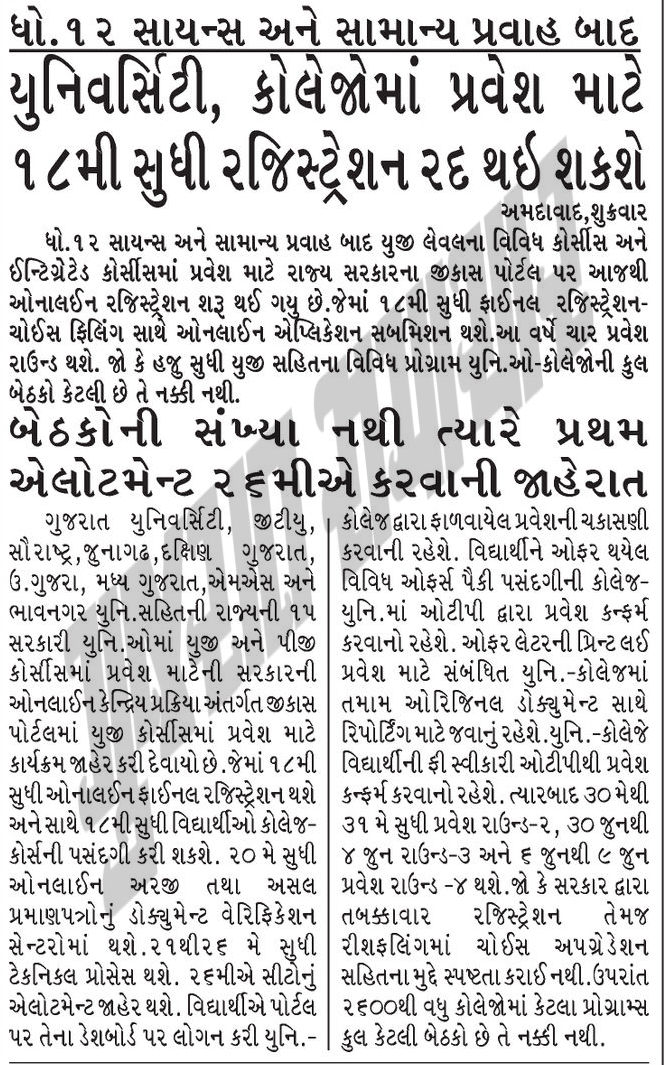 ધો.૧૨ સાયન્સ અને સામાન્ય પ્રવાહ બાદ
યુનિવર્સિટી, કોલેજોમાં પ્રવેશ માટે
૧૮મી સુધી રજિસ્ટ્રેશન રદ થઇ શકશે
અમદાવાદ,શુક્રવાર
ધો.૧૨ સાયન્સ અને સામાન્ય પ્રવાહ બાદ યુજી લેવલના વિવિધ કોર્સીસ અને
ઈન્ટિગ્રેટેડ કોર્સીસમાં પ્રવેશ માટે રાજ્ય સરકારના જીકાસ પોર્ટલ પર આજથી
ઓનાલઈન રજિસ્ટ્રેશન શરૂ થઈ ગયુ છે.જેમાં ૧૮મી સુધી ફાઈનલ રજિસ્ટ્રેશન-
ચોઈસ ફિલિંગ સાથે ઓનલાઈન એપ્લિકેશન સબમિશન થશે.આ વર્ષે ચાર પ્રવેશ
રાઉન્ડ થશે. જો કે હજુ સુધી યુજી સહિતના વિવિધ પ્રોગ્રામ યુનિ.ઓ-કોલેજોની કુલ
બેઠકો કેટલી છે તે નક્કી નથી.
બેઠકોની સંખ્યા નથી ત્યારે પ્રથમ
એલોટમેન્ટ ૨૬મીએ કરવાની જાહેરાત
ગુજરાત યુનિવર્સિટી, જીટીયુ,
સૌરાષ્ટ્ર,જુનાગઢ,દક્ષિણ ગુજરાત,
ઉ.ગુજરા, મધ્ય ગુજરાત,એમએસ અને
ભાવનગર યુનિ.સહિતની રાજ્યની ૧૫
સરકારી યુનિ.ઓમાં યુજી અને પીજી
કોર્સીસમાં પ્રવેશ માટેની સરકારની
ઓનલાઈન કેન્દ્રિય પ્રક્રિયા અંતર્ગત જીકાસ
પોર્ટલમાં યુજી કોર્સીસમાં પ્રવેશ માટે
કાર્યક્રમ જાહેર કરી દેવાયો છે.જેમાં ૧૮મી
સુધી ઓનાલઈન ફાઈનલ રજિસ્ટ્રેશન થશે
અને સાથે ૧૮મી સુધી વિદ્યાર્થીઓ કોલેજ-
કોર્સની પસંદગી કરી શકશે. ૨૦ મે સુધી
ઓનલાઈન અરજી તથા અસલ
પ્રમાણપત્રોનું ડોક્યુમેન્ટ વેરિફિકેશન
સેન્ટરોમાં થશે.૨૧થી૨૬ મે સુધી
ટેકનિકલ પ્રોસેસ થશે. ૨૬મીએ સીટોનું
એલોટમેન્ટ જાહેર થશે. વિદ્યાર્થીએ પોર્ટલ
પર તેના ડેશબોર્ડ પર લોગન કરી યુનિ.-
કોલેજ દ્વારા ફાળવાયેલ પ્રવેશની ચકાસણી
કરવાની રહેશે. વિદ્યાર્થીને ઓફર થયેલ
વિવિધ ઓફર્સ પૈકી પસંદગીની કોલેજ-
યુનિ.માં ઓટીપી દ્વારા પ્રવેશ કન્ફર્મ
કરવાનો રહેશે. ઓફર લેટરની પ્રિન્ટ લઈ
પ્રવેશ માટે સંબંધિત યુનિ.-કોલેજમાં
તમામ ઓરિજિનલ ડોક્યુમેન્ટ સાથે
રિપોર્ટિંગ માટે જવાનું રહેશે.યુનિ.-કોલેજે
વિદ્યાર્થીની ફી સ્વીકારી ઓટીપીથી પ્રવેશ
કન્ફર્મ કરવાનો રહેશે. ત્યારબાદ ૩૦ મેથી
૩૧ મે સુધી પ્રવેશ રાઉન્ડ-૨, ૩૦ જુનથી
૪ જુન રાઉન્ડ-૩ અને ૬ જુનથી ૯ જુન
પ્રવેશ રાઉન્ડ -૪ થશે.જો કે સરકાર દ્વારા
તબક્કાવાર રજિસ્ટ્રેશન તેમજ
રીશફલિંગમાં ચોઈસ અપગ્રેડેશન
સહિતના મુદ્દે સ્પષ્ટતા કરાઈ નથી.ઉપરાંત
૨૬૦૦થી વધુ કોલેજોમાં કેટલા પ્રોગ્રામ્સ
કુલ કેટલી બેઠકો છે તે નક્કી નથી.